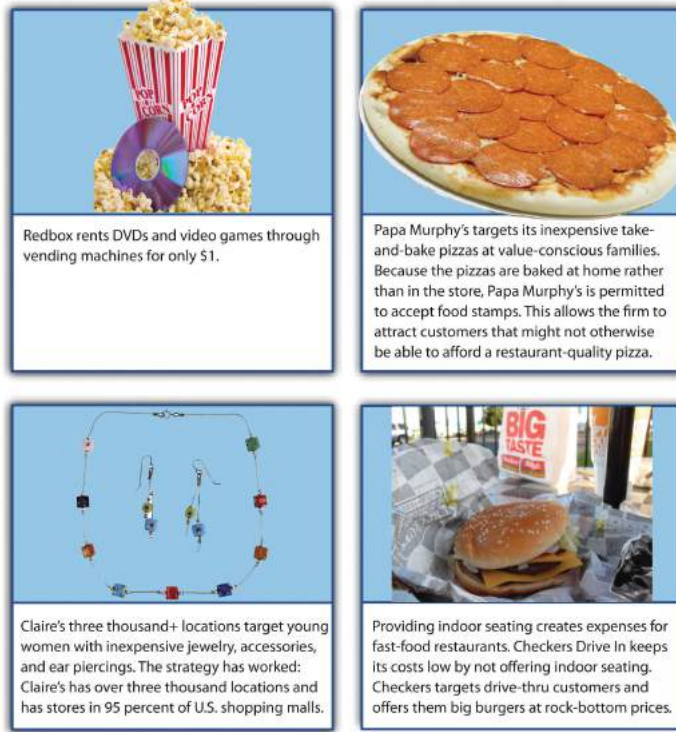 POP
CORN
POP
CORN
Redbox rents DVDs and video games through
vending machines for only $1.
Papa Murphy's targets its inexpensive take-
and-bake pizzas at value-conscious families.
Because the pizzas are baked at home rather
than in the store, Papa Murphy's is permitted
to accept food stamps. This allows the firm to
attract customers that might not otherwise
be able to afford a restaurant-quality pizza.
Claire's three thousand+ locations target young
women with inexpensive jewelry, accessories,
and ear piercings. The strategy has worked:
Claire's has over three thousand locations and
has stores in 95 percent of U.S. shopping malls.
BIG
TASTE
Providing indoor seating creates expenses for
fast-food restaurants. Checkers Drive In keeps
its costs low by not offering indoor seating.
Checkers targets drive-thru customers and
offers them big burgers at rock-bottom prices.